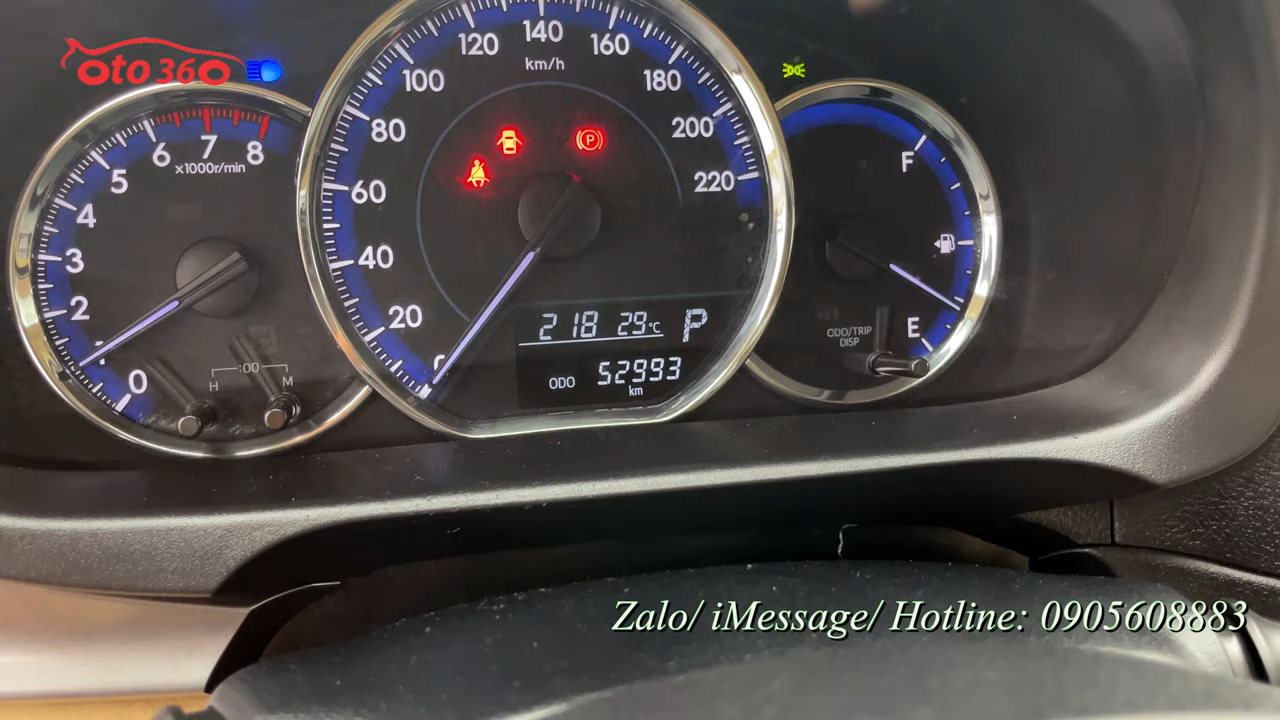 oto360
120 140 160
km/h
100 180
80 200
60 220
40
20
5 6 7 8
x1000r/min
4
3
2
1
0
:00
H M
218 29°C P
ODO 52993
km
F
ODO/TRIP
DISP
E
P
Zalo/ iMessage/ Hotline: 0905608883